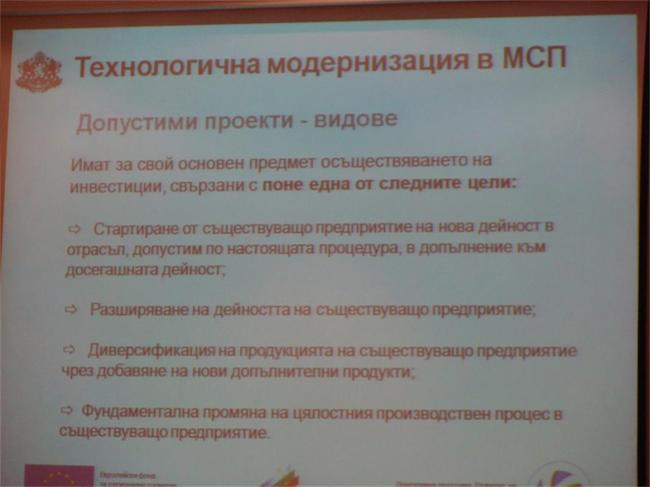 Технологична модернизация в МСП
Допустими проекти - видове
Имат за свой основен предмет осъществяването на
инвестиции, свързани с поне една от следните цели:
⇨ Стартиране от съществуващо предприятие на нова дейност в
отрасъл, допустим по настоящата процедура, в допълнение към
досегашната дейност;
⇨ Разширяване на дейността на съществуващо предприятие;
⇨ Диверсификация на продукцията на съществуващо предприятие
чрез добавяне на нови допълнителни продукти;
⇨ Фундаментална промяна на цялостния производствен процес в
съществуващо предприятие.
Европейски фонд